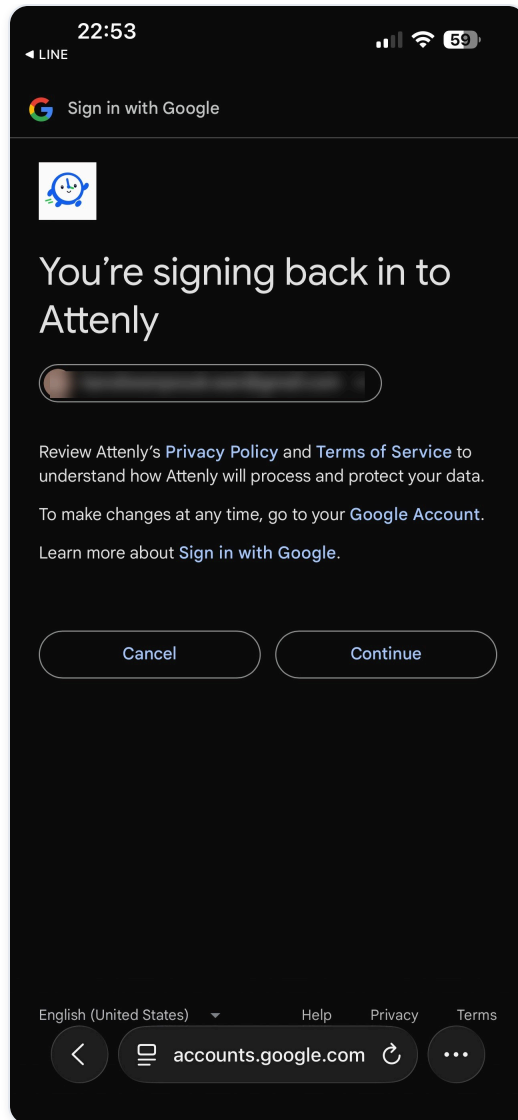 22:53
59
◀ LINE
Sign in with Google
You’re signing back in to
Attenly
Review Attenly’s Privacy Policy and Terms of Service to
understand how Attenly will process and protect your data.
To make changes at any time, go to your Google Account.
Learn more about Sign in with Google.
Cancel Continue
English (United States) Help Privacy Terms
accounts.google.com